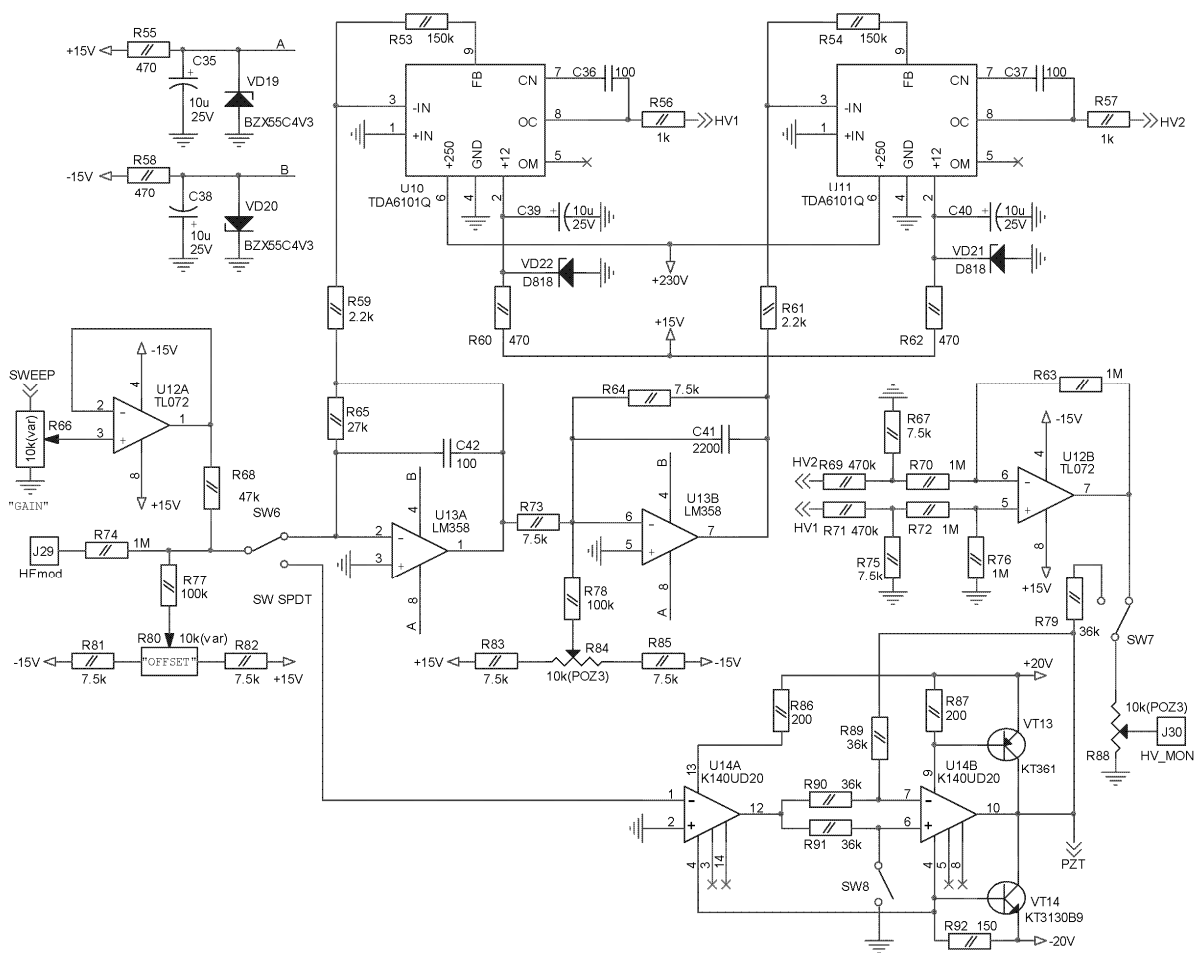 R53
150k
9
FB
3
-IN
1
+IN
CN
7
C36
100
OC
8
R56
1k
HV1
OM
5
+250
GND
+12
6
4
2
U10
TDA6101Q
C39
+
10u
25V
VD22
D818
R54
150k
9
FB
3
-IN
1
+IN
CN
7
C37
100
OC
8
R57
1k
HV2
OM
5
+250
GND
+12
6
4
2
U11
TDA6101Q
C40
+
10u
25V
VD21
D818
+15V
R55
470
A
C35
+
10u
25V
VD19
BZX55C4V3
-15V
R58
470
B
C38
+
10u
25V
VD20
BZX55C4V3
+230V
+15V
R59
2.2k
R60
470
R61
2.2k
R62
470
SWEEP
R66
10k(var)
"GAIN"
-15V
U12A
TL072
4
2
-
1
3
+
8
+15V
R68
47k
SW6
SW SPDT
J29
HFmod
R74
1M
R77
100k
-15V
R81
7.5k
R80
10k(var)
"OFFSET"
R82
7.5k
+15V
R65
27k
C42
100
B
4
U13A
LM358
2
-
3
+
1
8
A
R64
7.5k
C41
2200
R73
7.5k
B
4
U13B
LM358
6
-
5
+
7
8
A
R78
100k
+15V
R83
7.5k
R84
10k(POZ3)
R85
7.5k
-15V
R63
1M
R67
7.5k
-15V
U12B
TL072
4
HV2
R69
470k
R70
1M
6
-
HV1
R71
470k
R72
1M
5
+
7
8
R75
7.5k
R76
1M
+15V
R79
36k
SW7
10k(POZ3)
R88
J30
HV_MON
+20V
R86
200
R87
200
R89
36k
VT13
KT361
13
U14A
K140UD20
1
-
2
+
12
4
3
14
R90
36k
R91
36k
9
U14B
K140UD20
7
-
6
+
10
4
5
8
SW8
PZT
VT14
KT3130B9
R92
150
-20V